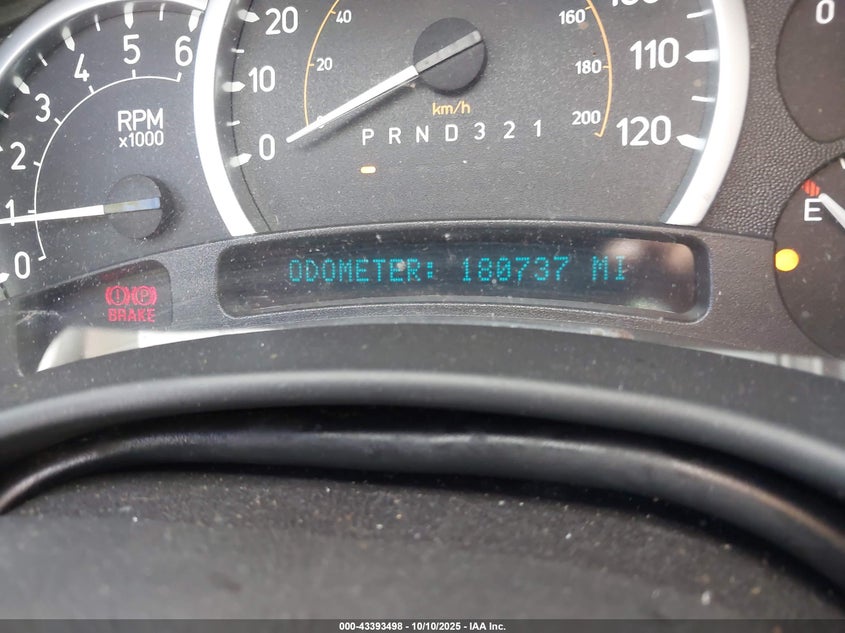 1 2 3 4 5 6 0
RPM
x1000
0 10 20 110 120
20 40 160 180 200
km/h
P R N D 3 2 1
0
E
ODOMETER: 180737 MI
BRAKE
000-43393498 - 10/10/2025 - IAA Inc.